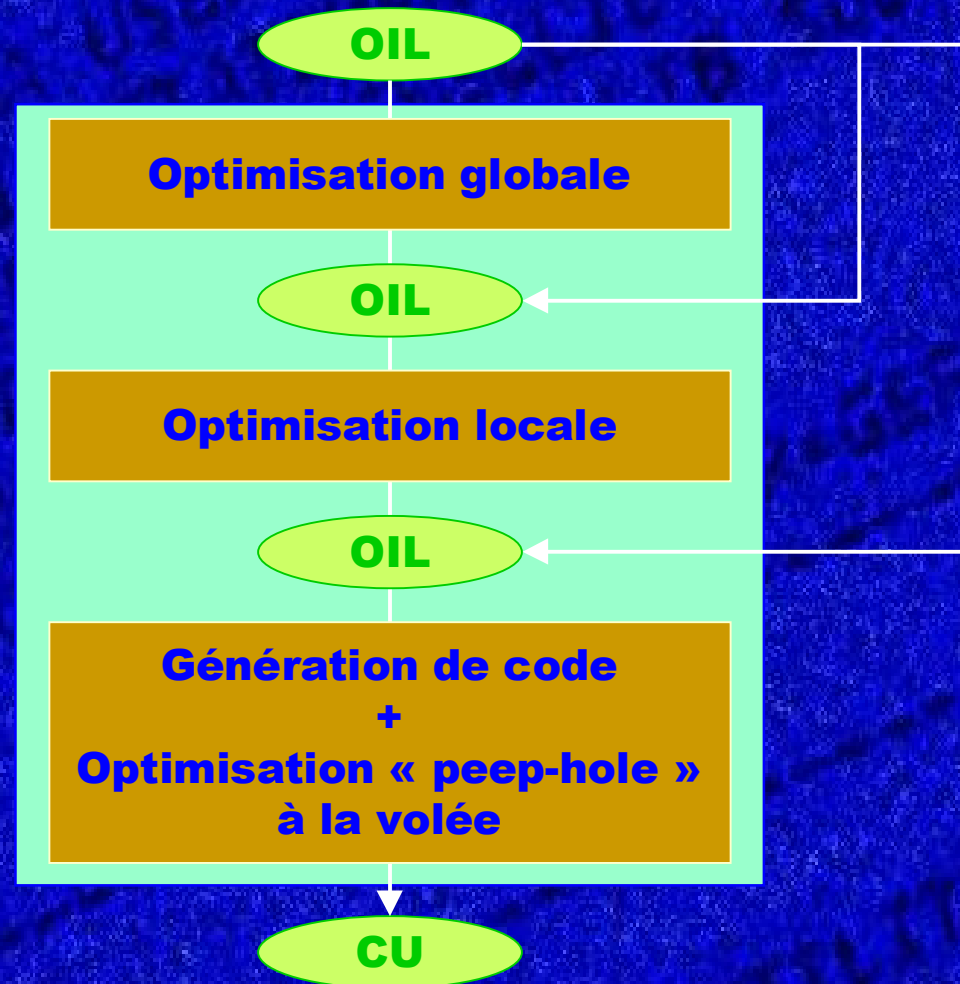 OIL
Optimisation globale
OIL
Optimisation locale
OIL
Génération de code
+
Optimisation « peep-hole »
à la volée
CU